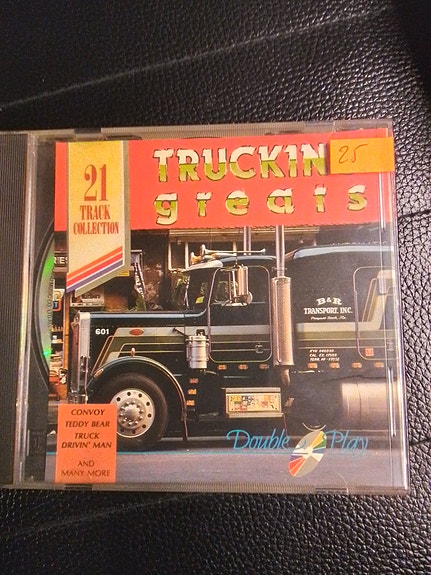 TRUCKIN
25
greats
21
TRACK
COLLECTION
B&R
TRANSPORT, INC.
601
CONVOY
TEDDY BEAR
TRUCK
DRIVIN' MAN
AND
MANY MORE
Double Play